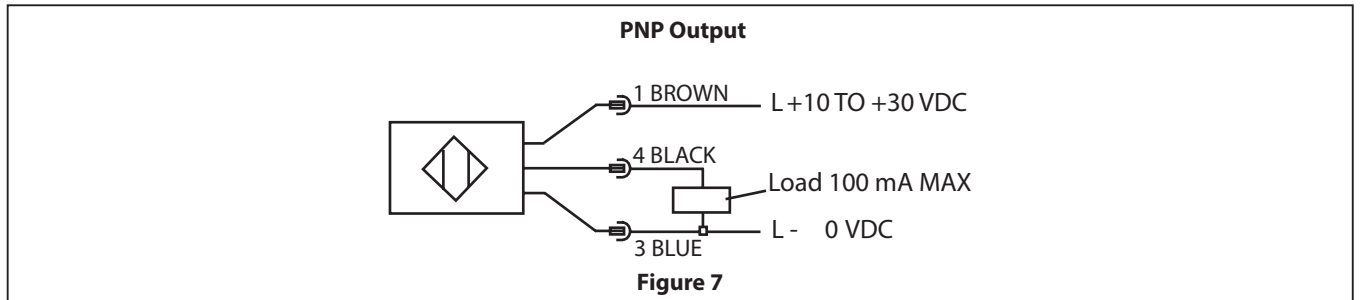 PNP Output
1 BROWN
L +10 TO +30 VDC
4 BLACK
Load 100 mA MAX
L - 0 VDC
3 BLUE
Figure 7